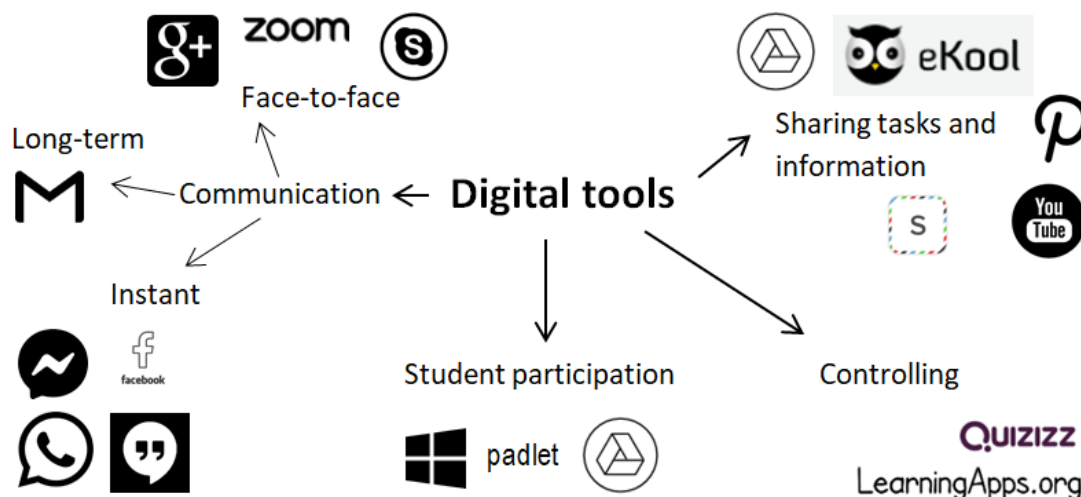 g+
zoom
S
eKool
Face-to-face
Long-term
Sharing tasks and
information
Communication
Digital tools
S
You
Tube
Instant
f
facebook
Student participation
Controlling
padlet
QUIZIZZ
LearningApps.org